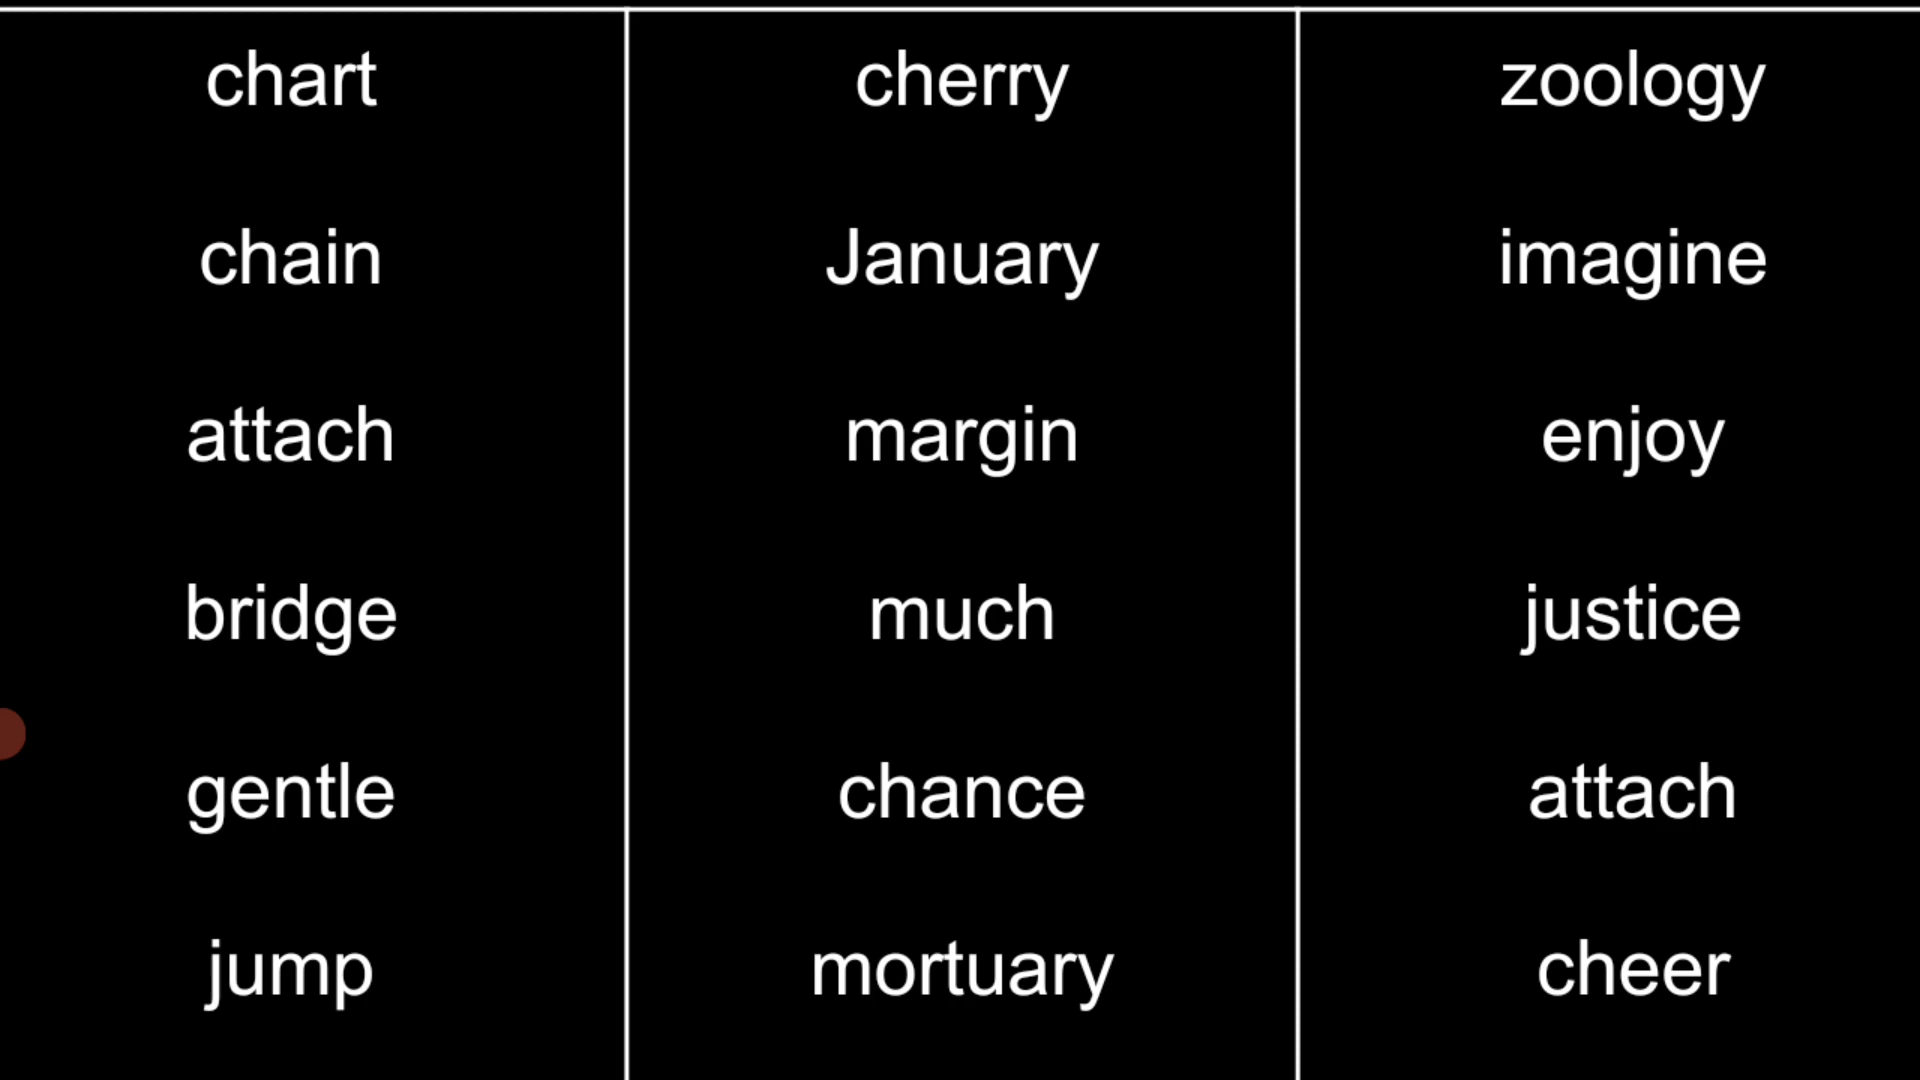 chart cherry zoology
chain January imagine
attach margin enjoy
bridge much justice
gentle chance attach
jump mortuary cheer